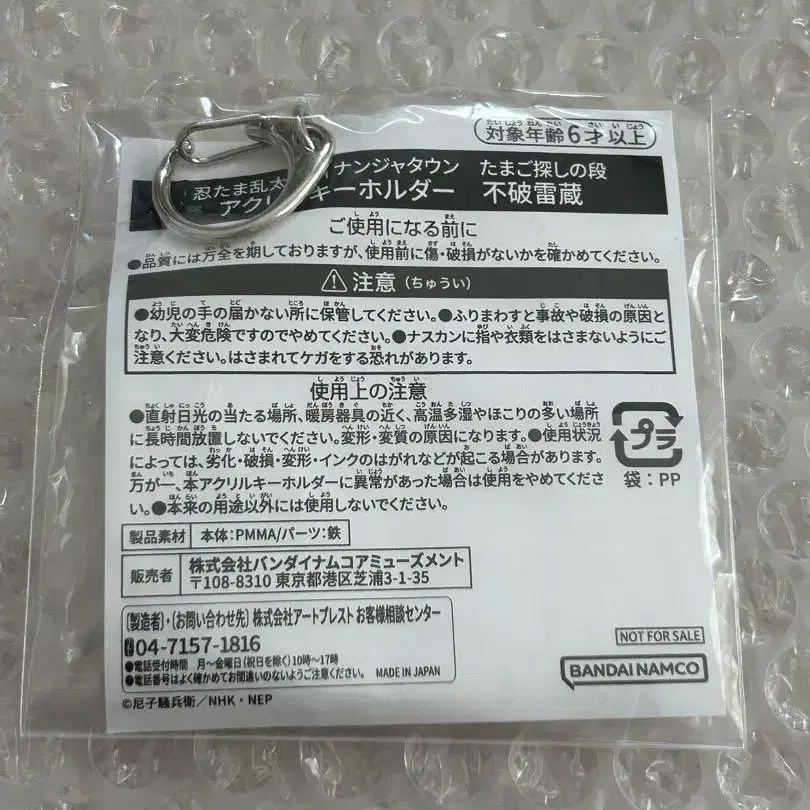 対象年齢6才以上
忍たま乱太 ナンジャタウン たまご探しの段
アクリルキーホルダー 不破雷蔵
ご使用になる前に
●品質には万全を期しておりますが、使用前に傷・破損がないかを確かめてください。
⚠注意(ちゅうい)
●幼児の手の届かない所に保管してください。●ふりまわすと事故や破損の原因と
なり、大変危険ですのでやめてください。●ナスカンに指や衣類をはさまないようにご
注意ください。はさまれてケガをする恐れがあります。
使用上の注意
●直射日光の当たる場所、暖房器具の近く、高温多湿やほこりの多い場所
に長時間放置しないでください。変形・変質の原因になります。●使用状況
によっては、劣化・破損・変形・インクのはがれなどが起こる場合があります。
万が一、本アクリルキーホルダーに異常があった場合は使用をやめてくださ
い。●本来の用途以外には使用しないでください。
プラ
袋:PP
製品素材 本体:PMMA/パーツ:鉄
販売者 株式会社バンダイナムコアミューズメント
〒108-8310 東京都港区芝浦3-1-35
〔製造者〕・〔お問い合わせ先〕株式会社アートプレスト お客様相談センター
04-7157-1816
●電話受付時間 月〜金曜日(祝日を除く)10時〜17時
●電話番号はよく確かめてお間違いのないようご注意ください。 MADE IN JAPAN
NOT FOR SALE
BANDAI NAMCO
©尼子騒兵衛/NHK・NEP